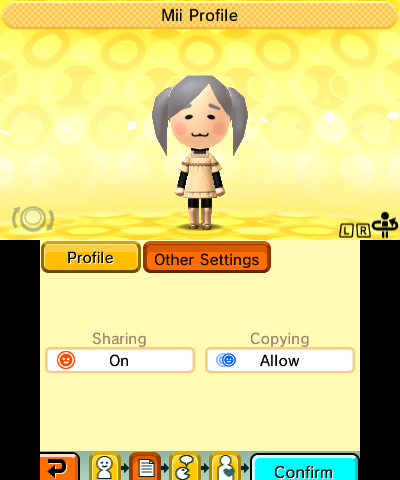 Mii Profile
L R
Profile
Other Settings
Sharing
Copying
On
Allow
Confirm